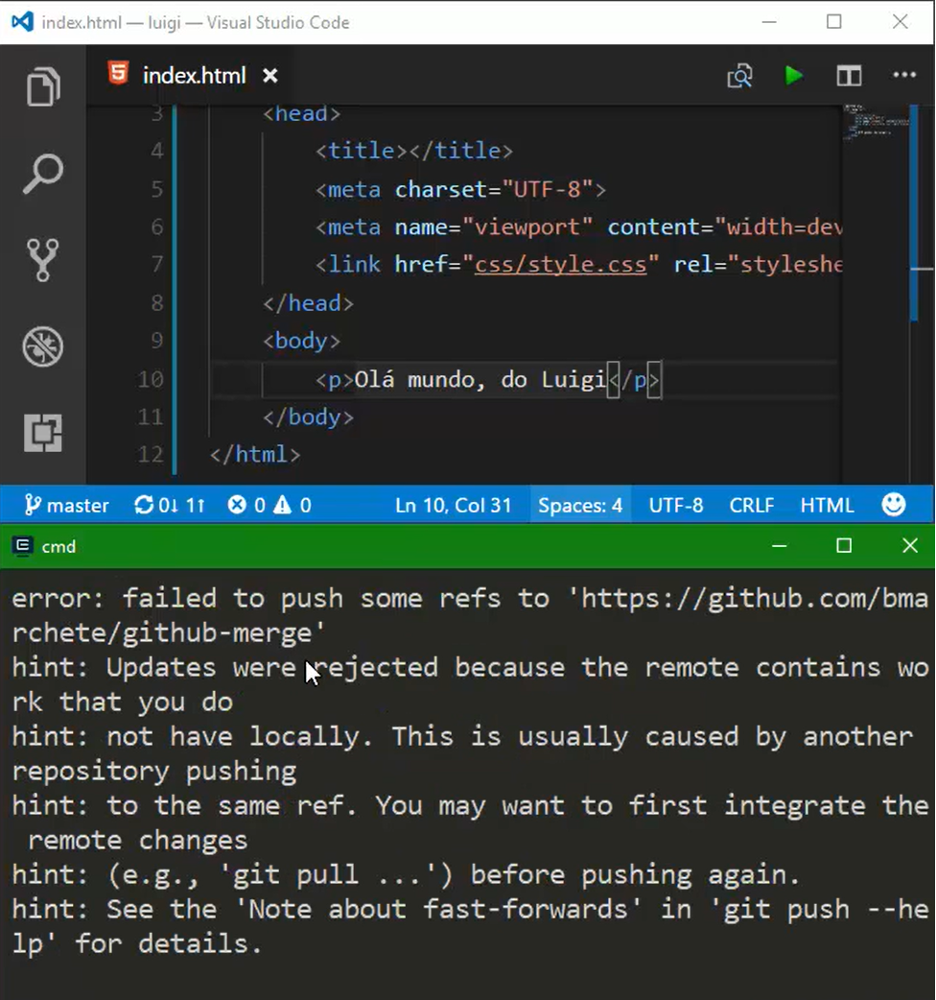 index.html — luigi — Visual Studio Code
index.html
3 <head>
4 <title></title>
5 <meta charset="UTF-8">
6 <meta name="viewport" content="width=dev
7 <link href="css/style.css" rel="styleshe
8 </head>
9 <body>
10 <p>Olá mundo, do Luigi</p>
11 </body>
12 </html>
master 0↓ 1↑ 0 0 Ln 10, Col 31 Spaces: 4 UTF-8 CRLF HTML
cmd
error: failed to push some refs to 'https://github.com/bma
rchete/github-merge'
hint: Updates were rejected because the remote contains wo
rk that you do
hint: not have locally. This is usually caused by another
repository pushing
hint: to the same ref. You may want to first integrate the
 remote changes
hint: (e.g., 'git pull ...') before pushing again.
hint: See the 'Note about fast-forwards' in 'git push --he
lp' for details.